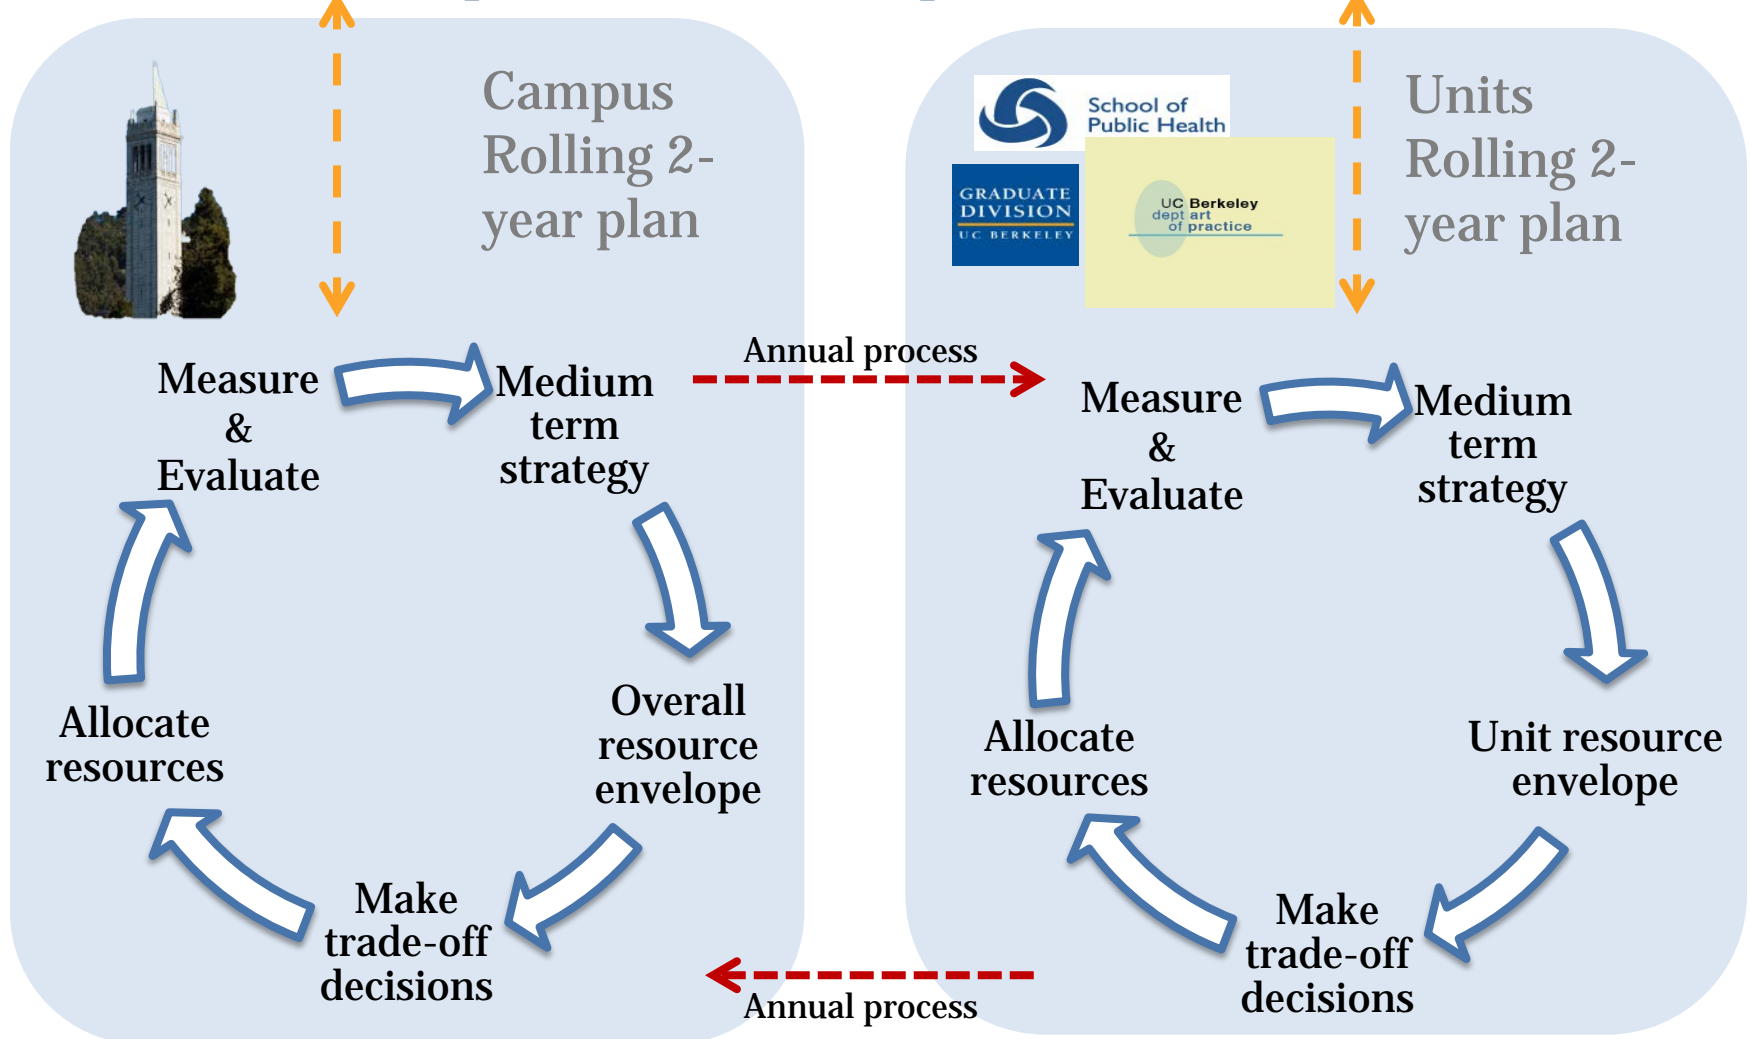 Campus
Rolling 2-
year plan
Measure
&
Evaluate
Medium
term
strategy
Overall
resource
envelope
Make
trade-off
decisions
Allocate
resources
Annual process
Annual process
School of
Public Health
GRADUATE
DIVISION
UC BERKELEY
UC Berkeley
dept art
of practice
Units
Rolling 2-
year plan
Measure
&
Evaluate
Medium
term
strategy
Unit resource
envelope
Make
trade-off
decisions
Allocate
resources